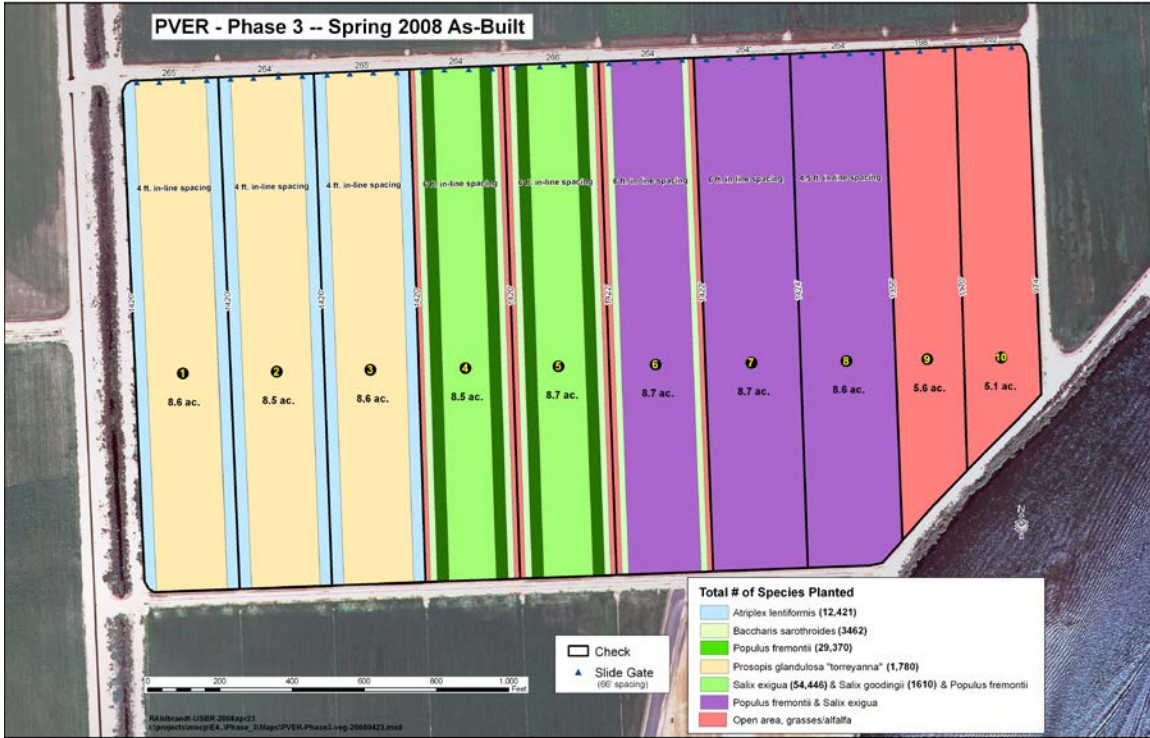 PVER - Phase 3 -- Spring 2008 As-Built
265' 264' 265' 264' 266' 264' 264' 264'
4 ft. in-line spacing
4 ft. in-line spacing
4 ft. in-line spacing
6 ft. in-line spacing
6 ft. in-line spacing
6 ft. in-line spacing
6 ft. in-line spacing
4.5 ft. in-line spacing
1420' 1420' 1420' 1420' 1420' 1422' 1422' 1424'
1 2 3 4 5 6 7 8 9 10
8.6 ac. 8.5 ac. 8.6 ac. 8.5 ac. 8.7 ac. 8.7 ac. 8.7 ac. 8.6 ac. 5.6 ac. 5.1 ac.
N
Check
Slide Gate
(66' spacing)
0 500 1,000
Feet
RAhlbrandt-USBR-2008apr23
Total # of Species Planted
Atriplex lentiformis (12,421)
Baccharis sarothroides (3462)
Populus fremontii (29,370)
Prosopis glandulosa "torreyanna" (1,780)
Salix exigua (54,446) & Salix goodingii (1610) & Populus fremontii
Populus fremontii & Salix exigua
Open area, grasses/alfalfa